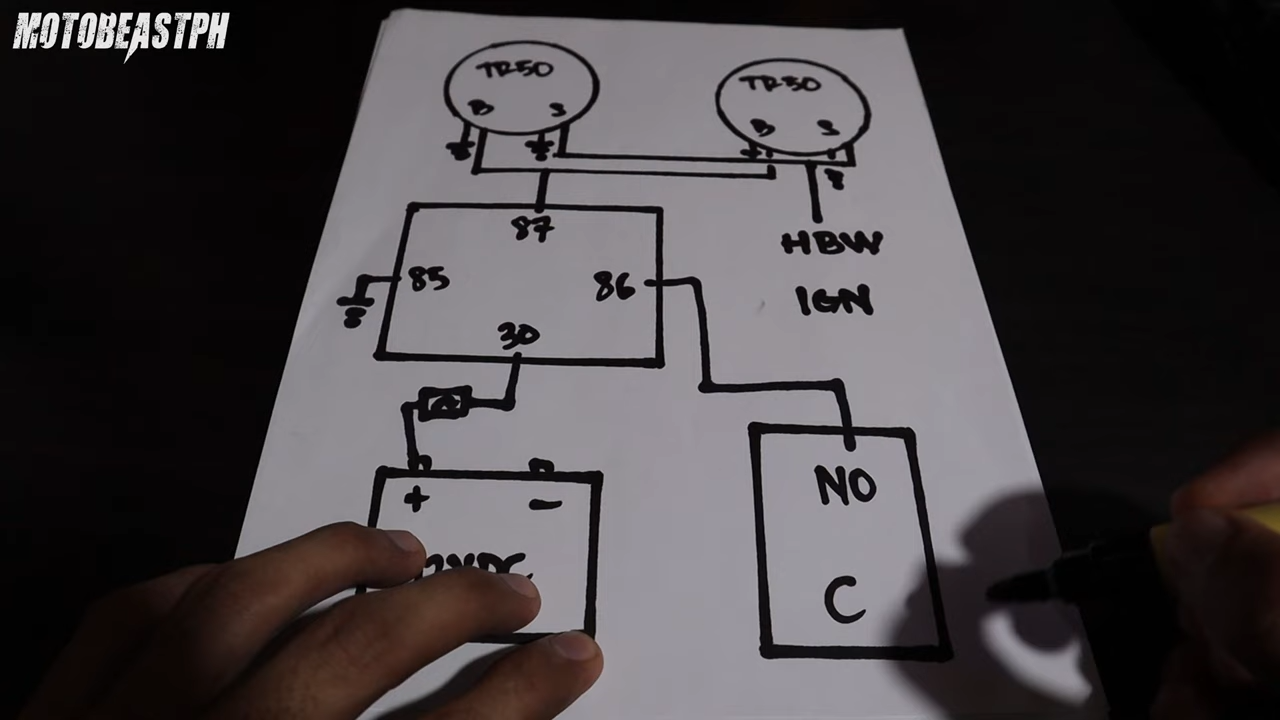 MOTOBEASTPH
TR50
TR50
B S
B S
87
HBW
85
86
IGN
30
NO
+ -
C